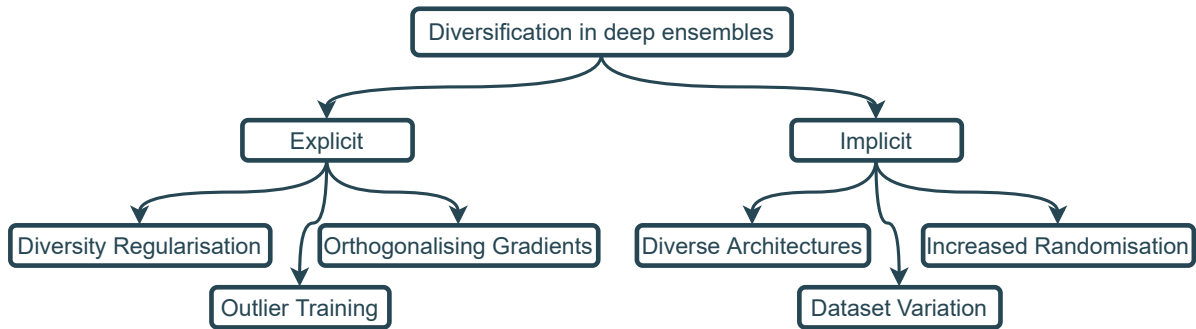 Diversification in deep ensembles
Explicit
Implicit
Diversity Regularisation
Orthogonalising Gradients
Diverse Architectures
Increased Randomisation
Outlier Training
Dataset Variation